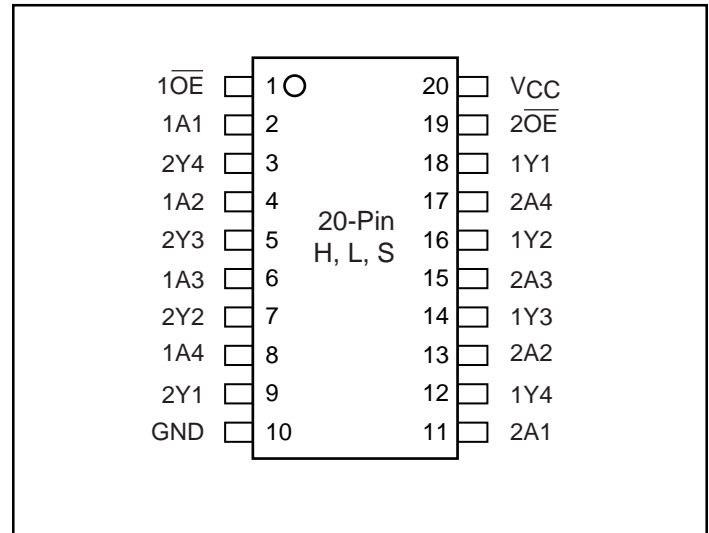 1O̅E̅ 1 20 VCC
1A1 2 19 2O̅E̅
2Y4 3 18 1Y1
1A2 4 17 2A4
20-Pin
2Y3 5 16 1Y2
H, L, S
1A3 6 15 2A3
2Y2 7 14 1Y3
1A4 8 13 2A2
2Y1 9 12 1Y4
GND 10 11 2A1